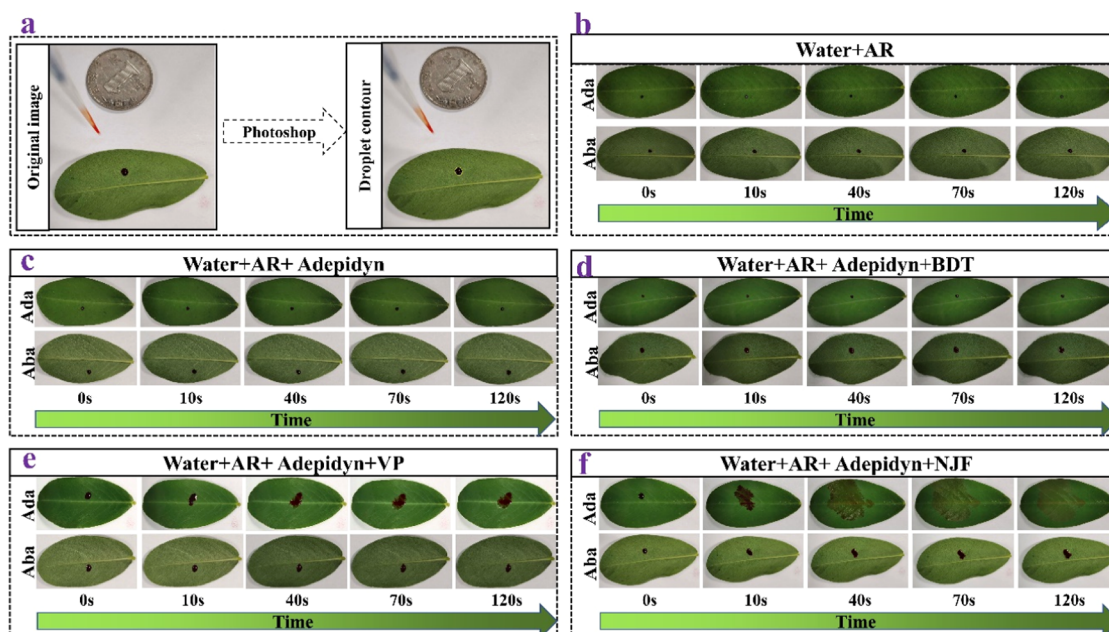 a
Original image
Photoshop
Droplet contour
b
Water+AR
Ada
Aba
0s 10s 40s 70s 120s
Time
c
Water+AR+ Adepidyn
Ada
Aba
0s 10s 40s 70s 120s
Time
d
Water+AR+ Adepidyn+BDT
Ada
Aba
0s 10s 40s 70s 120s
Time
e
Water+AR+ Adepidyn+VP
Ada
Aba
0s 10s 40s 70s 120s
Time
f
Water+AR+ Adepidyn+NJF
Ada
Aba
0s 10s 40s 70s 120s
Time